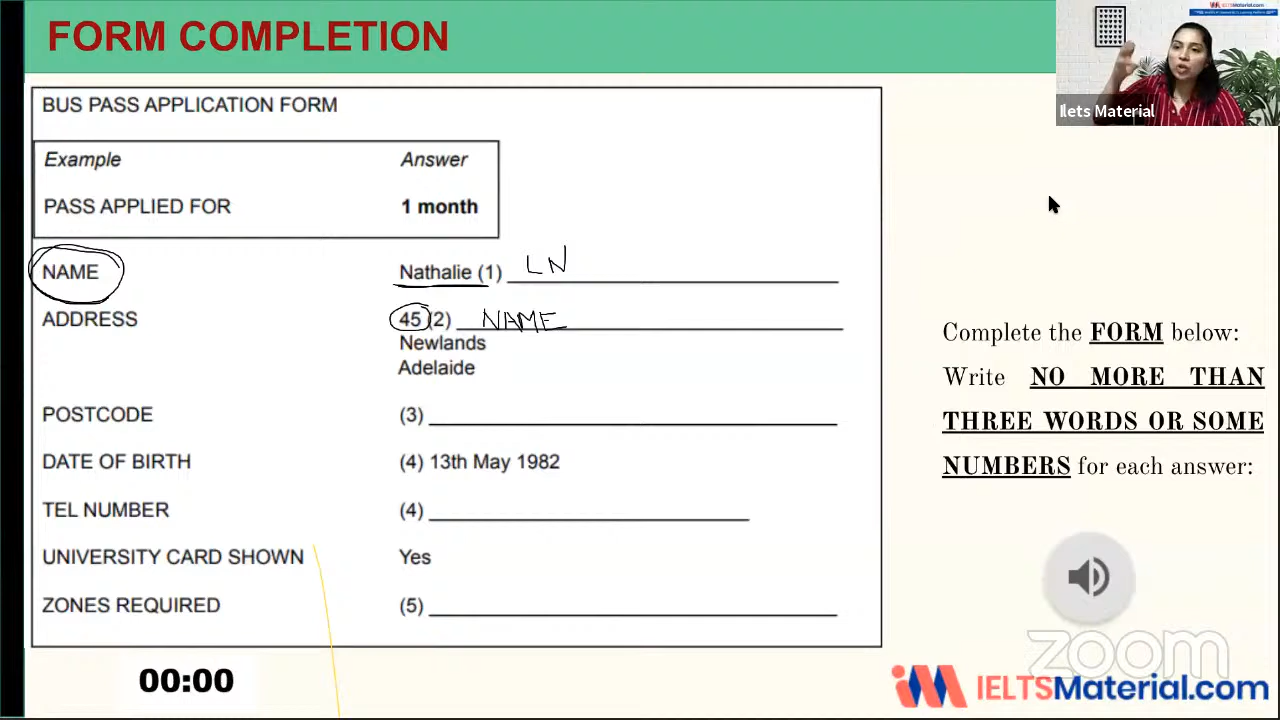 FORM COMPLETION
IELTSMaterial.com
Ilets Material
BUS PASS APPLICATION FORM
Example Answer
PASS APPLIED FOR 1 month
NAME Nathalie (1) LN
ADDRESS 45 (2) NAME
Newlands
Adelaide
POSTCODE (3)
DATE OF BIRTH (4) 13th May 1982
TEL NUMBER (4)
UNIVERSITY CARD SHOWN Yes
ZONES REQUIRED (5)
Complete the FORM below:
Write NO MORE THAN
THREE WORDS OR SOME
NUMBERS for each answer:
00:00
zoom
IELTSMaterial.com